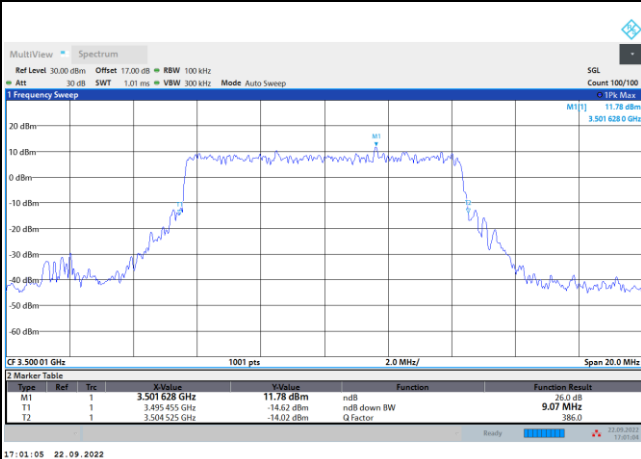 MultiView Spectrum
Ref Level 30.00 dBm Offset 17.00 dB RBW 100 kHz SGL
Att 30 dB SWT 1.01 ms VBW 300 kHz Mode Auto Sweep Count 100/100
1 Frequency Sweep 1Pk Max
M1[1] 11.78 dBm
3.501 628 0 GHz
20 dBm
M1
10 dBm
0 dBm
-10 dBm
T1 T2
-20 dBm
-30 dBm
-40 dBm
-50 dBm
-60 dBm
CF 3.500 01 GHz 1001 pts 2.0 MHz/ Span 20.0 MHz
2 Marker Table
Type Ref Trc X-Value Y-Value Function Function Result
M1 1 3.501 628 GHz 11.78 dBm ndB 26.0 dB
T1 1 3.495 455 GHz -14.62 dBm ndB down BW 9.07 MHz
T2 1 3.504 525 GHz -14.02 dBm Q Factor 386.0
Ready 22.09.2022
17:01:04
17:01:05 22.09.2022